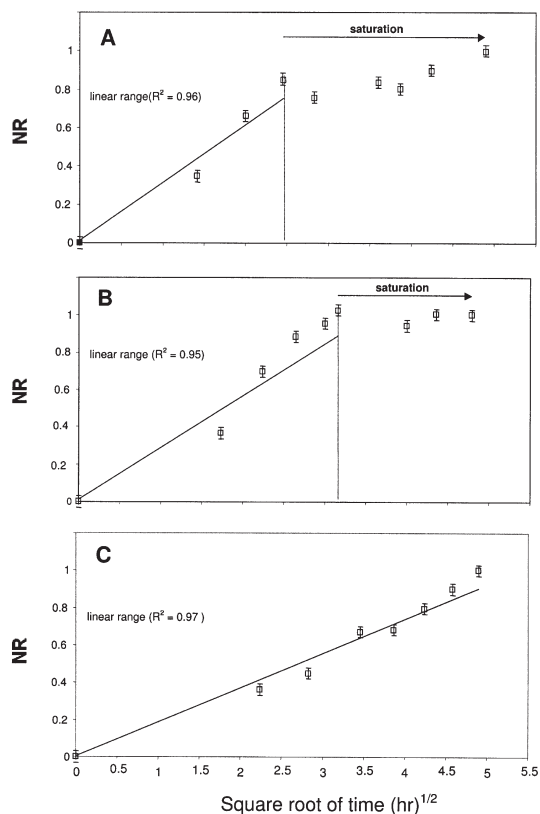 A
saturation
1
linear range(R² = 0.96)
0.8
NR
0.6
0.4
0.2
0
B
saturation
1
linear range (R² = 0.95)
0.8
NR
0.6
0.4
0.2
0
C
1
linear range (R² = 0.97 )
0.8
NR
0.6
0.4
0.2
0
0 0.5 1 1.5 2 2.5 3 3.5 4 4.5 5 5.5
Square root of time (hr)^1/2